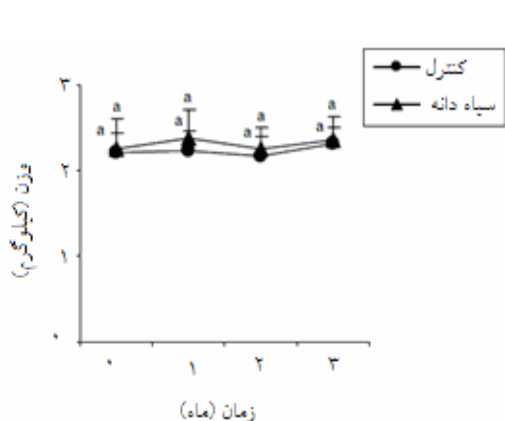 کنترل
سیاه دانه
۳
۲
۱
۰
وزن (کیلوگرم)
a a a a
a a a a
۰ ۱ ۲ ۳
زمان (ماه)